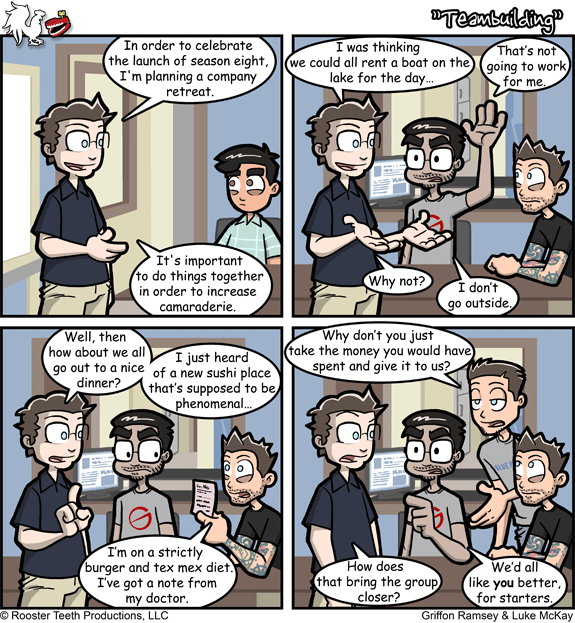 "Teambuilding"
In order to celebrate
the launch of season eight,
I'm planning a company
retreat.
It's important
to do things together
in order to increase
camaraderie.
I was thinking
we could all rent a boat on the
lake for the day...
That's not
going to work
for me.
Why not?
I don't
go outside.
Well, then
how about we all
go out to a nice
dinner?
I just heard
of a new sushi place
that's supposed to be
phenomenal...
I'm on a strictly
burger and tex mex diet.
I've got a note from
my doctor.
Why don't you just
take the money you would have
spent and give it to us?
How does
that bring the group
closer?
We'd all
like you better,
for starters.
© Rooster Teeth Productions, LLC
Griffon Ramsey & Luke McKay